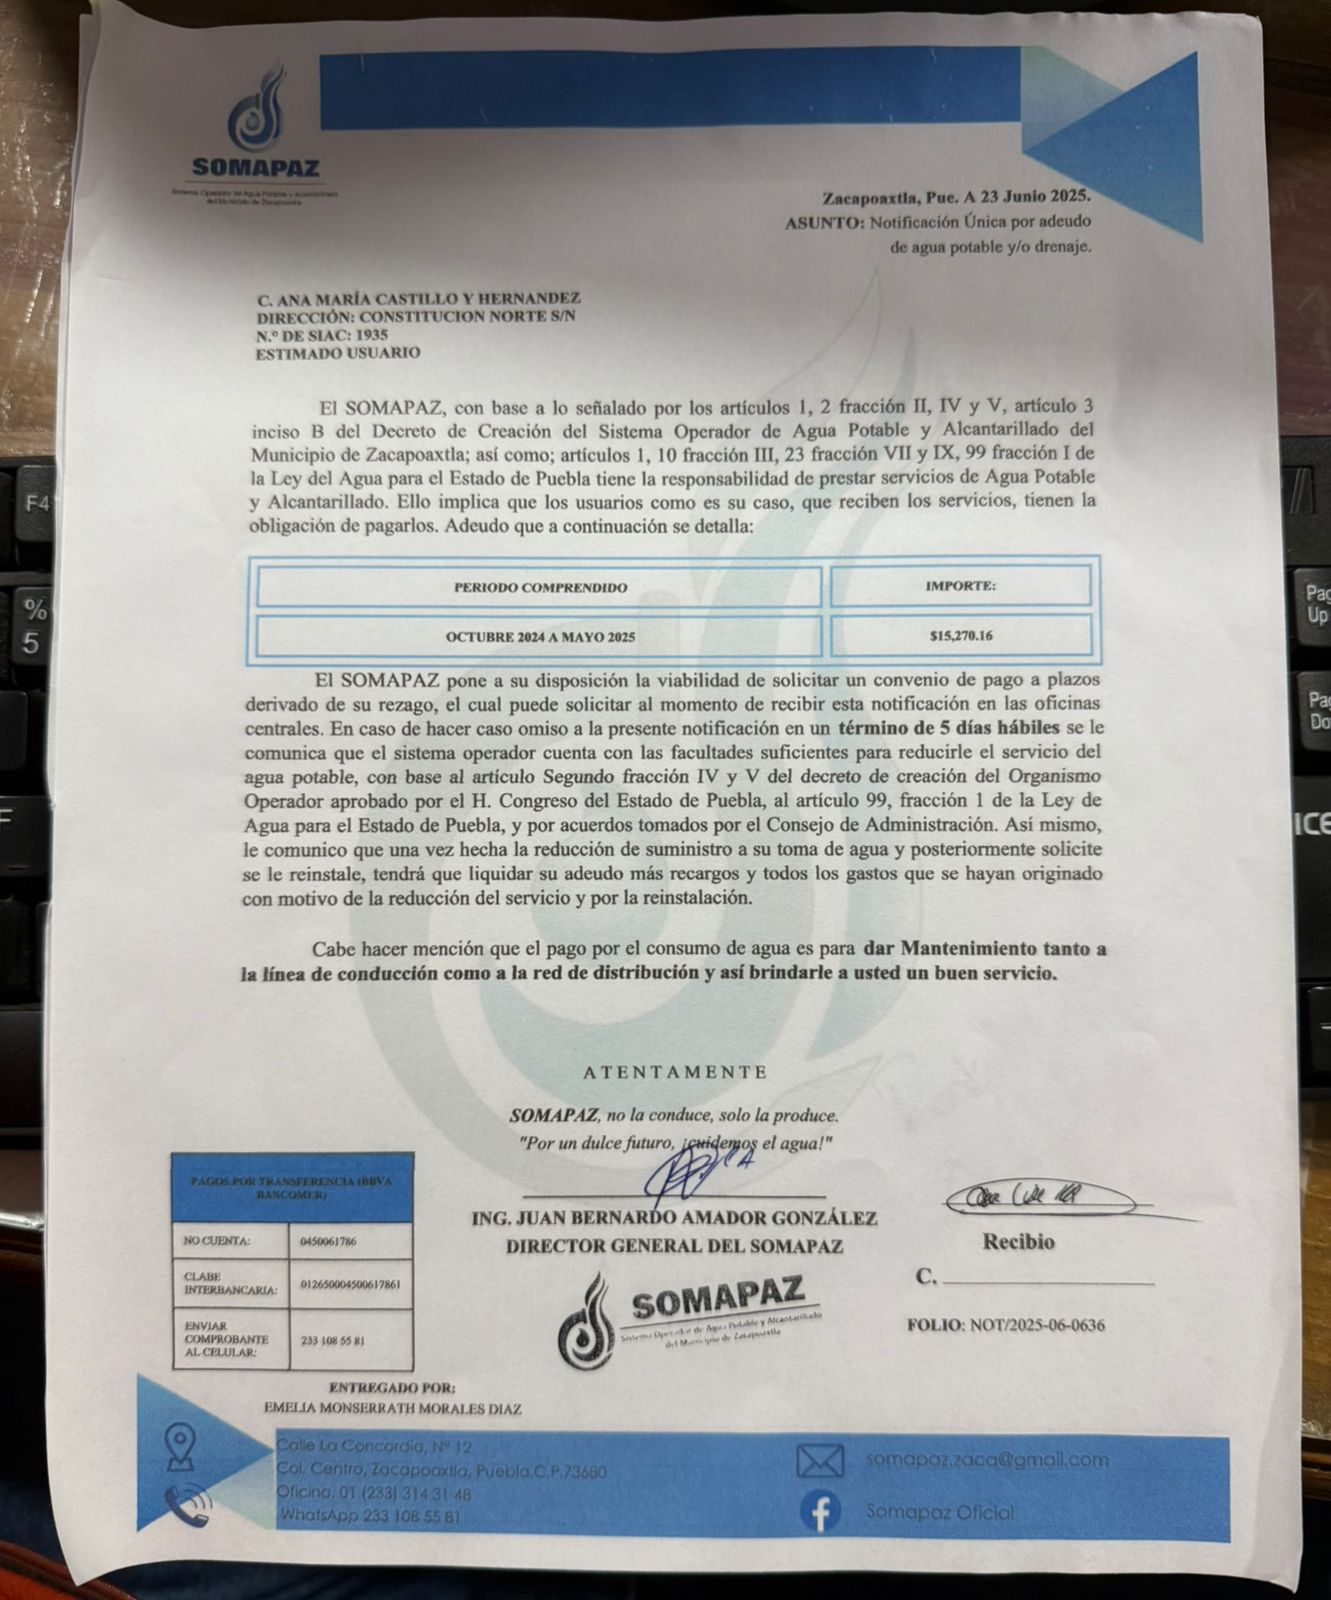 SOMAPAZ
Sistema Operador de Agua Potable y Alcantarillado
del Municipio de Zacapoaxtla
Zacapoaxtla, Pue. A 23 Junio 2025.
ASUNTO: Notificación Única por adeudo
de agua potable y/o drenaje.
C. ANA MARÍA CASTILLO Y HERNANDEZ
DIRECCIÓN: CONSTITUCION NORTE S/N
N.º DE SIAC: 1935
ESTIMADO USUARIO
El SOMAPAZ, con base a lo señalado por los artículos 1, 2 fracción II, IV y V, artículo 3
inciso B del Decreto de Creación del Sistema Operador de Agua Potable y Alcantarillado del
Municipio de Zacapoaxtla; así como; artículos 1, 10 fracción III, 23 fracción VII y IX, 99 fracción I de
la Ley del Agua para el Estado de Puebla tiene la responsabilidad de prestar servicios de Agua Potable
y Alcantarillado. Ello implica que los usuarios como es su caso, que reciben los servicios, tienen la
obligación de pagarlos. Adeudo que a continuación se detalla:
PERIODO COMPRENDIDO IMPORTE:
OCTUBRE 2024 A MAYO 2025 $15,270.16
El SOMAPAZ pone a su disposición la viabilidad de solicitar un convenio de pago a plazos
derivado de su rezago, el cual puede solicitar al momento de recibir esta notificación en las oficinas
centrales. En caso de hacer caso omiso a la presente notificación en un término de 5 días hábiles se le
comunica que el sistema operador cuenta con las facultades suficientes para reducirle el servicio del
agua potable, con base al artículo Segundo fracción IV y V del decreto de creación del Organismo
Operador aprobado por el H. Congreso del Estado de Puebla, al artículo 99, fracción 1 de la Ley de
Agua para el Estado de Puebla, y por acuerdos tomados por el Consejo de Administración. Así mismo,
le comunico que una vez hecha la reducción de suministro a su toma de agua y posteriormente solicite
se le reinstale, tendrá que liquidar su adeudo más recargos y todos los gastos que se hayan originado
con motivo de la reducción del servicio y por la reinstalación.
Cabe hacer mención que el pago por el consumo de agua es para dar Mantenimiento tanto a
la línea de conducción como a la red de distribución y así brindarle a usted un buen servicio.
ATENTAMENTE
SOMAPAZ, no la conduce, solo la produce.
"Por un dulce futuro, ¡cuidemos el agua!"
ING. JUAN BERNARDO AMADOR GONZÁLEZ
DIRECTOR GENERAL DEL SOMAPAZ
SOMAPAZ
Sistema Operador de Agua Potable y Alcantarillado
del Municipio de Zacapoaxtla
Recibio
C.
FOLIO: NOT/2025-06-0636
PAGOS POR TRANSFERENCIA (BBVA
BANCOMER)
NO CUENTA: 0450061786
CLABE
INTERBANCARIA: 012650004500617861
ENVIAR
COMPROBANTE
AL CELULAR: 233 108 55 81
ENTREGADO POR:
EMELIA MONSERRATH MORALES DIAZ
Calle La Concordia, Nº 12
Col. Centro, Zacapoaxtla, Puebla.C.P.73680
Oficina. 01 (233) 314 31 48
WhatsApp 233 108 55 81
somapaz.zaca@gmail.com
Somapaz Oficial
F4
%
5
F
Pag
Up
Pag
Do